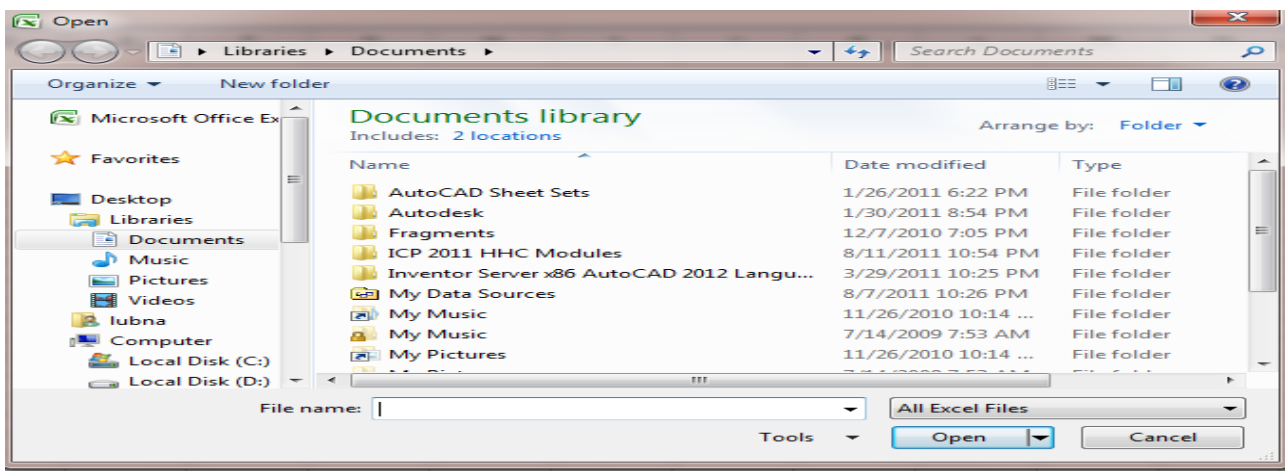 Open
Libraries Documents Search Documents
Organize New folder
Microsoft Office Ex
Favorites
Desktop
Libraries
Documents
Music
Pictures
Videos
lubna
Computer
Local Disk (C:)
Local Disk (D:)
Documents library
Includes: 2 locations
Arrange by: Folder
Name Date modified Type
AutoCAD Sheet Sets 1/26/2011 6:22 PM File folder
Autodesk 1/30/2011 8:54 PM File folder
Fragments 12/7/2010 7:05 PM File folder
ICP 2011 HHC Modules 8/11/2011 10:54 PM File folder
Inventor Server x86 AutoCAD 2012 Langu... 3/29/2011 10:25 PM File folder
My Data Sources 8/7/2011 10:26 PM File folder
My Music 11/26/2010 10:14 ... File folder
My Music 7/14/2009 7:53 AM File folder
My Pictures 11/26/2010 10:14 ... File folder
File name: All Excel Files
Tools Open Cancel